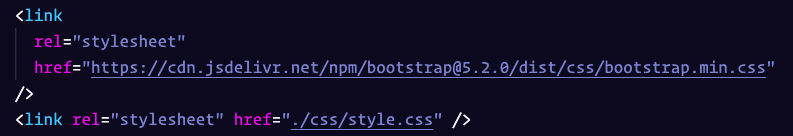 <link
rel="stylesheet"
href="https://cdn.jsdelivr.net/npm/bootstrap@5.2.0/dist/css/bootstrap.min.css"
/>
<link rel="stylesheet" href="./css/style.css" />